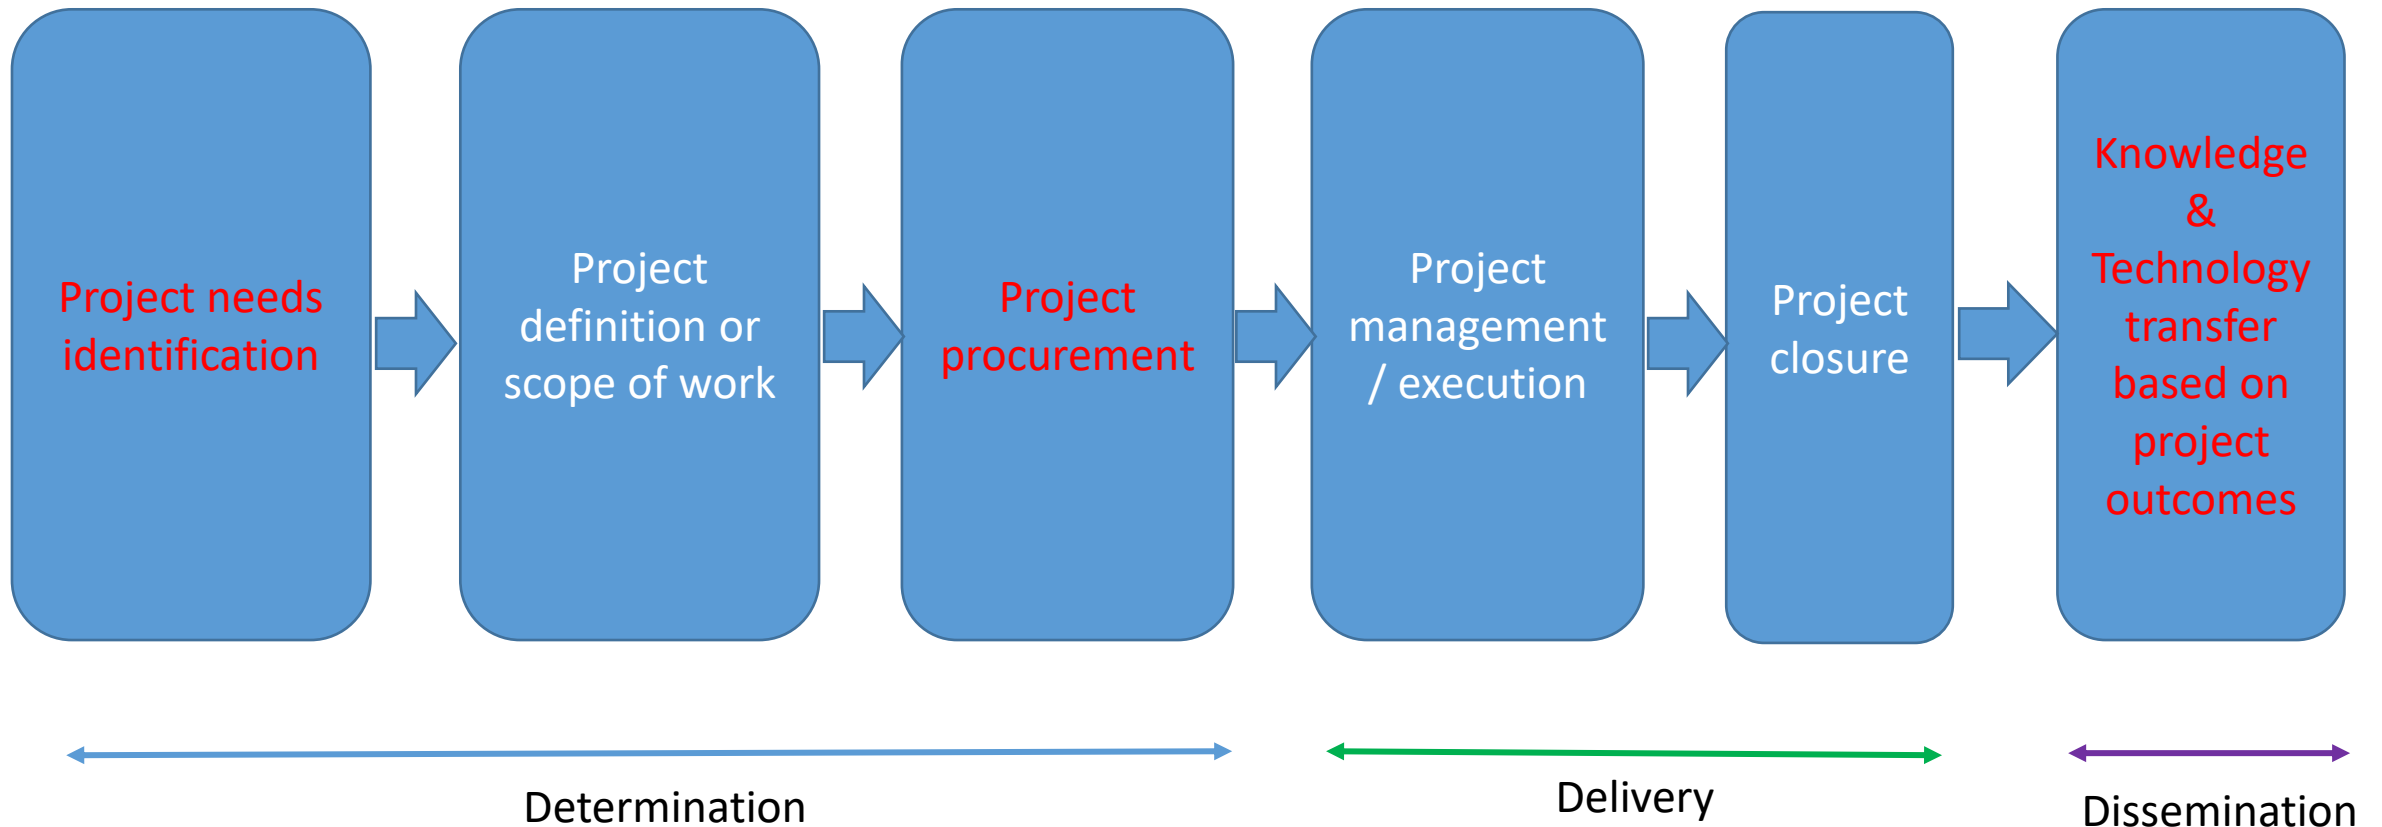 Project needs
identification
Project
definition or
scope of work
Project
procurement
Project
management
/ execution
Project
closure
Knowledge
&
Technology
transfer
based on
project
outcomes
Determination
Delivery
Dissemination